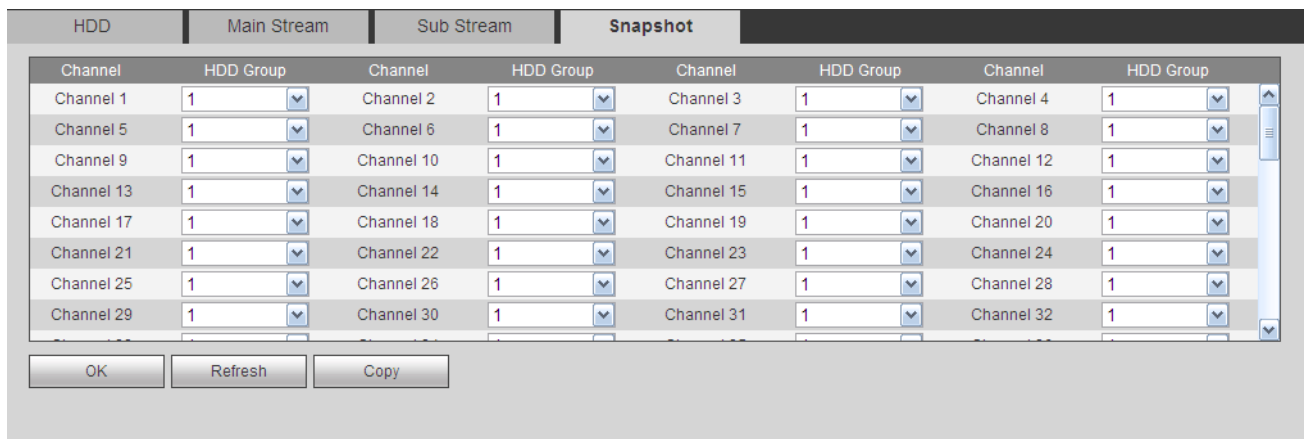 HDD Main Stream Sub Stream Snapshot
Channel HDD Group Channel HDD Group Channel HDD Group Channel HDD Group
Channel 1 1 Channel 2 1 Channel 3 1 Channel 4 1
Channel 5 1 Channel 6 1 Channel 7 1 Channel 8 1
Channel 9 1 Channel 10 1 Channel 11 1 Channel 12 1
Channel 13 1 Channel 14 1 Channel 15 1 Channel 16 1
Channel 17 1 Channel 18 1 Channel 19 1 Channel 20 1
Channel 21 1 Channel 22 1 Channel 23 1 Channel 24 1
Channel 25 1 Channel 26 1 Channel 27 1 Channel 28 1
Channel 29 1 Channel 30 1 Channel 31 1 Channel 32 1
OK Refresh Copy